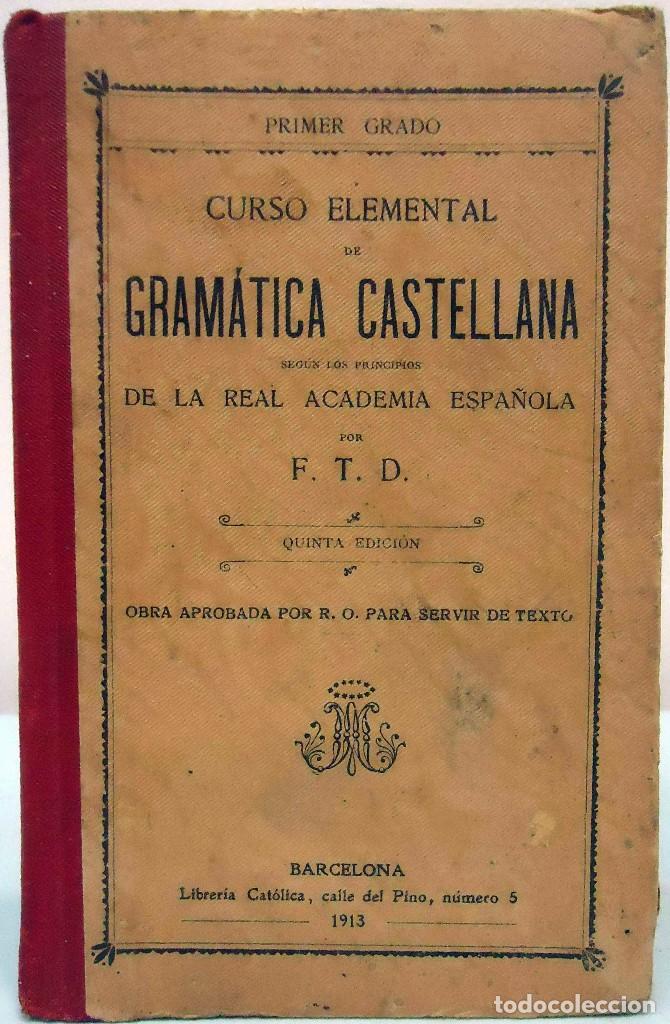 PRIMER GRADO
CURSO ELEMENTAL
DE
GRAMÁTICA CASTELLANA
SEGÚN LOS PRINCIPIOS
DE LA REAL ACADEMIA ESPAÑOLA
POR
F. T. D.
QUINTA EDICIÓN
OBRA APROBADA POR R. O. PARA SERVIR DE TEXTO
BARCELONA
Librería Católica, calle del Pino, número 5
1913
todocoleccion